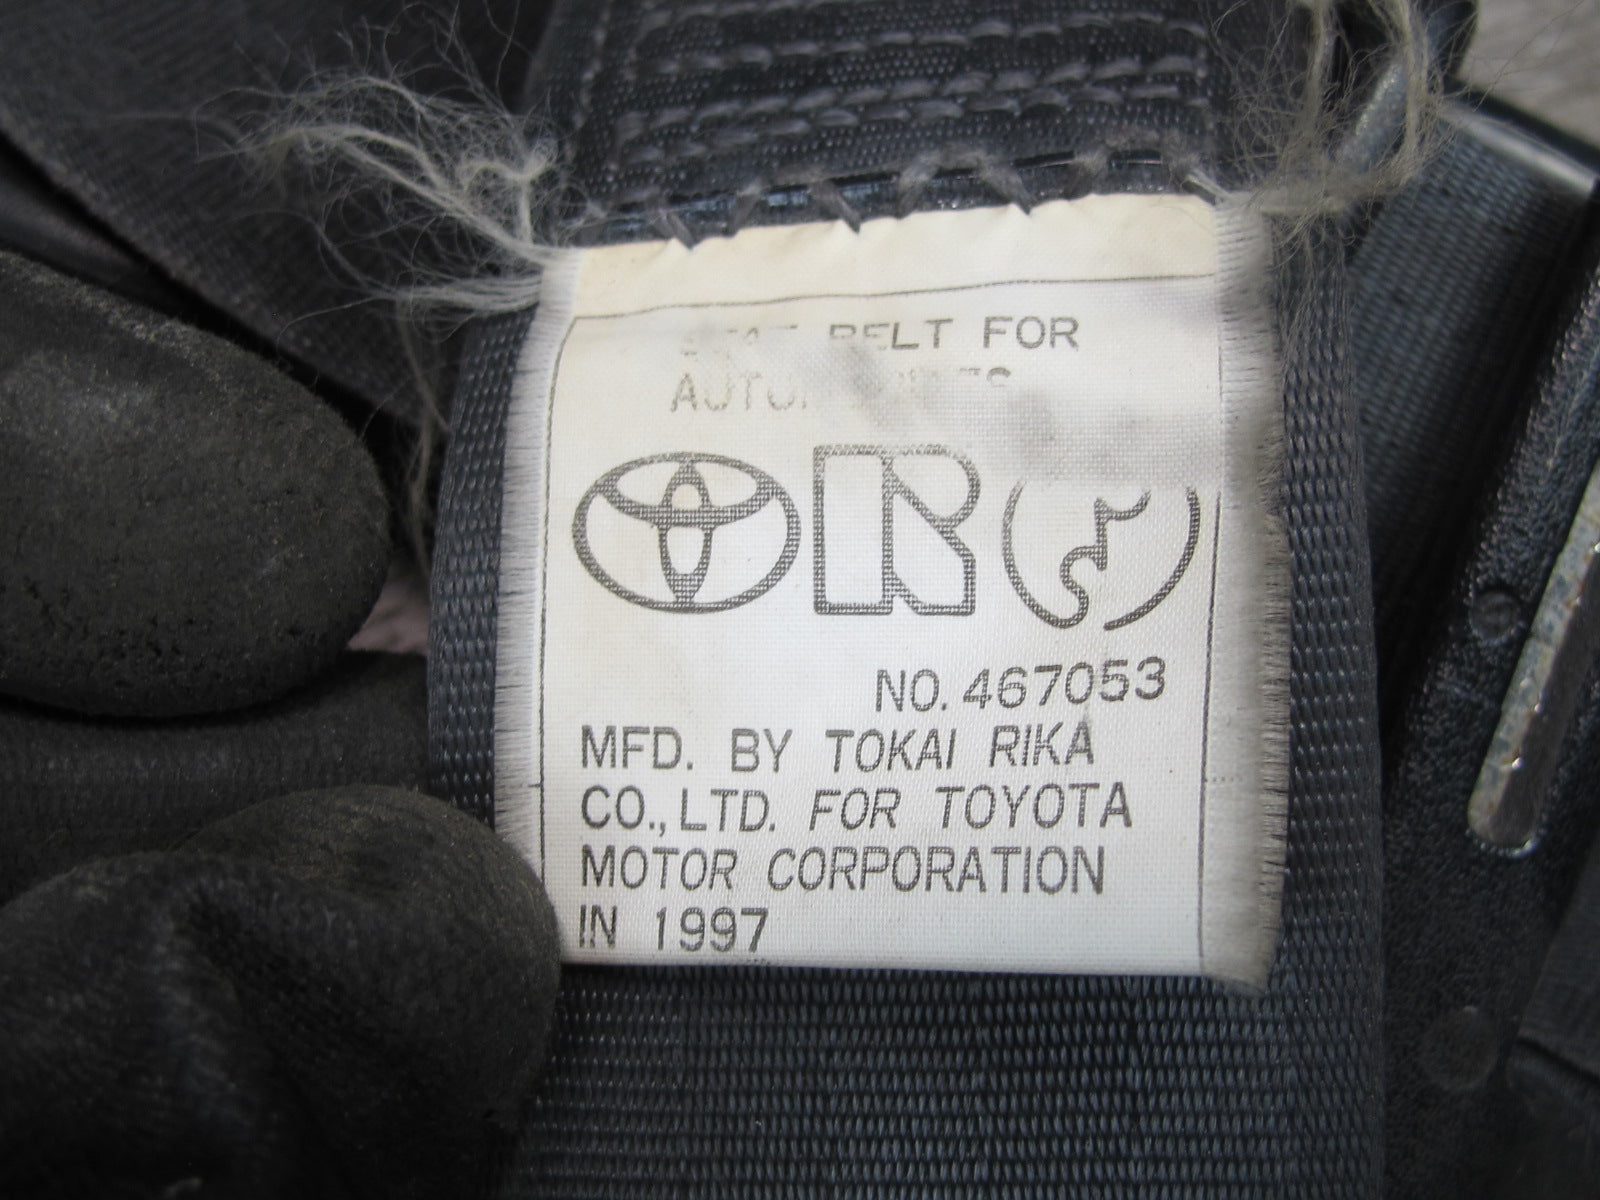 BELT FOR
NO. 467053
MFD. BY TOKAI RIKA
CO., LTD. FOR TOYOTA
MOTOR CORPORATION
IN 1997